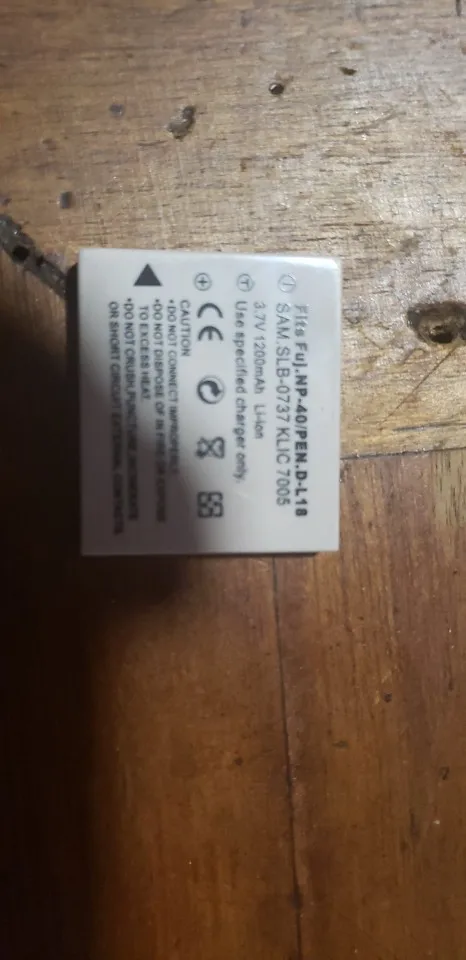 Fits Fuj.NP-40/PEN.D-L18
SAM.SLB-0737 KLIC 7005
3.7V 1200mAh Li-ion
Use specified charger only.
CE
CAUTION
•DO NOT CONNECT IMPROPERLY
•DO NOT DISPOSE OF IN FIRE OR EXPOSE
TO EXCESS HEAT
•DO NOT CRUSH,PUNCTURE,INCINERATE
OR SHORT CIRCUIT EXTERNAL CONTACTS